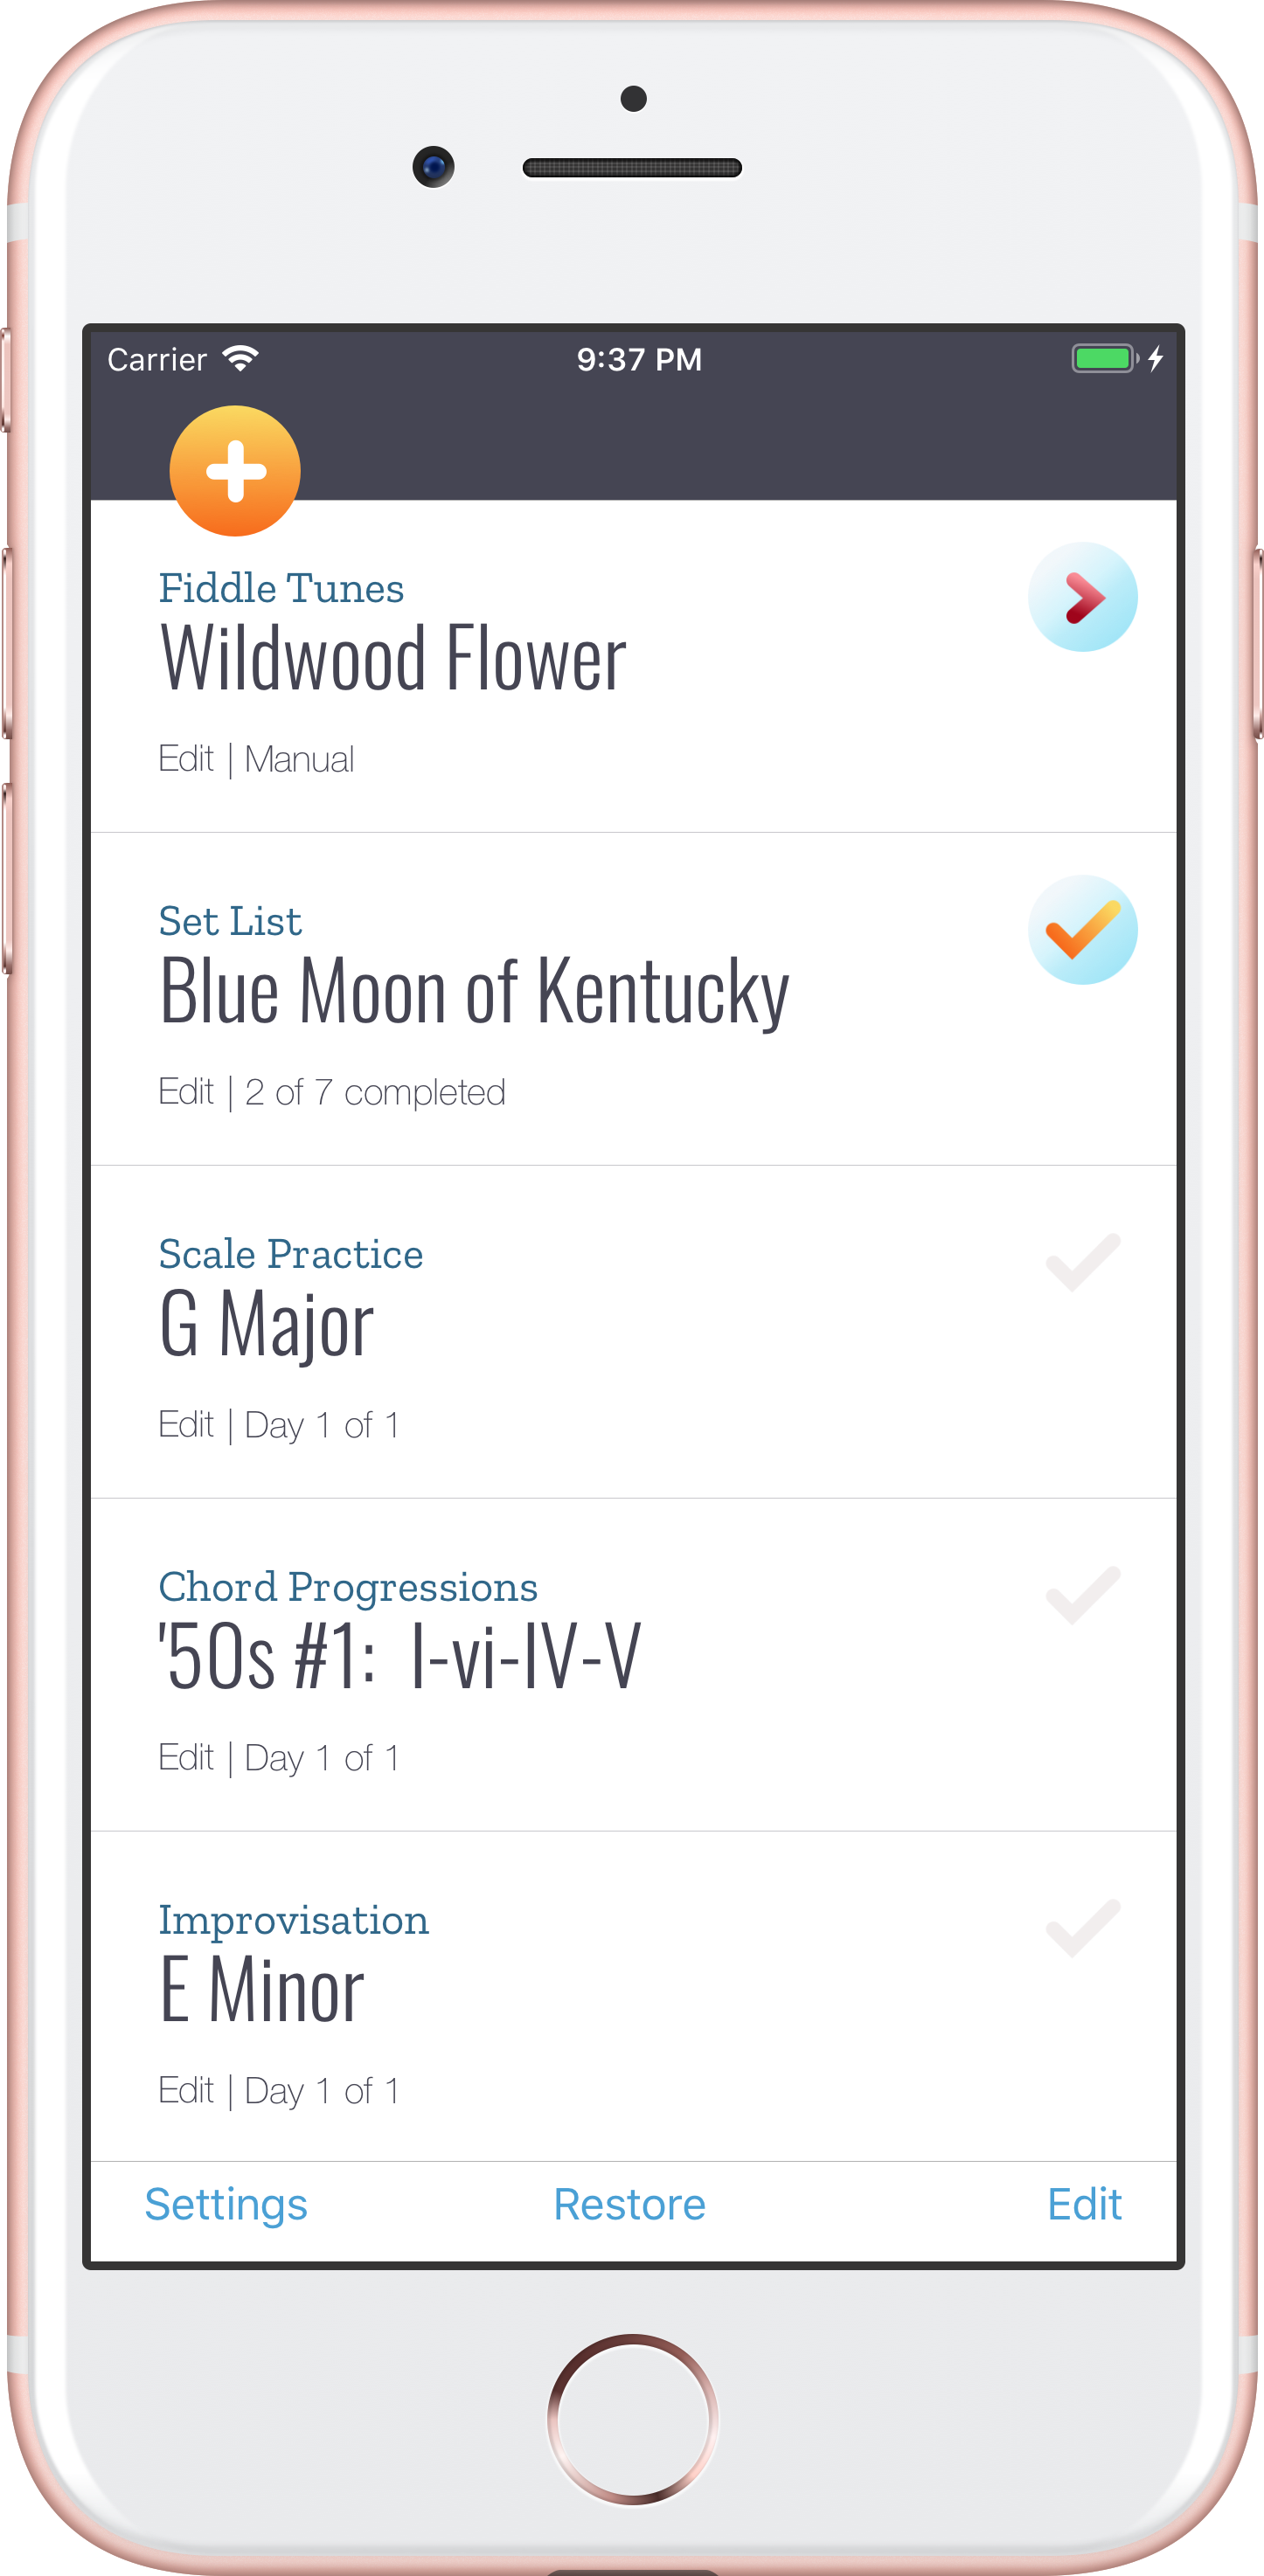 Carrier 9:37 PM
Fiddle Tunes
Wildwood Flower
Edit | Manual
Set List
Blue Moon of Kentucky
Edit | 2 of 7 completed
Scale Practice
G Major
Edit | Day 1 of 1
Chord Progressions
'50s #1:  I-vi-IV-V
Edit | Day 1 of 1
Improvisation
E Minor
Edit | Day 1 of 1
Settings Restore Edit